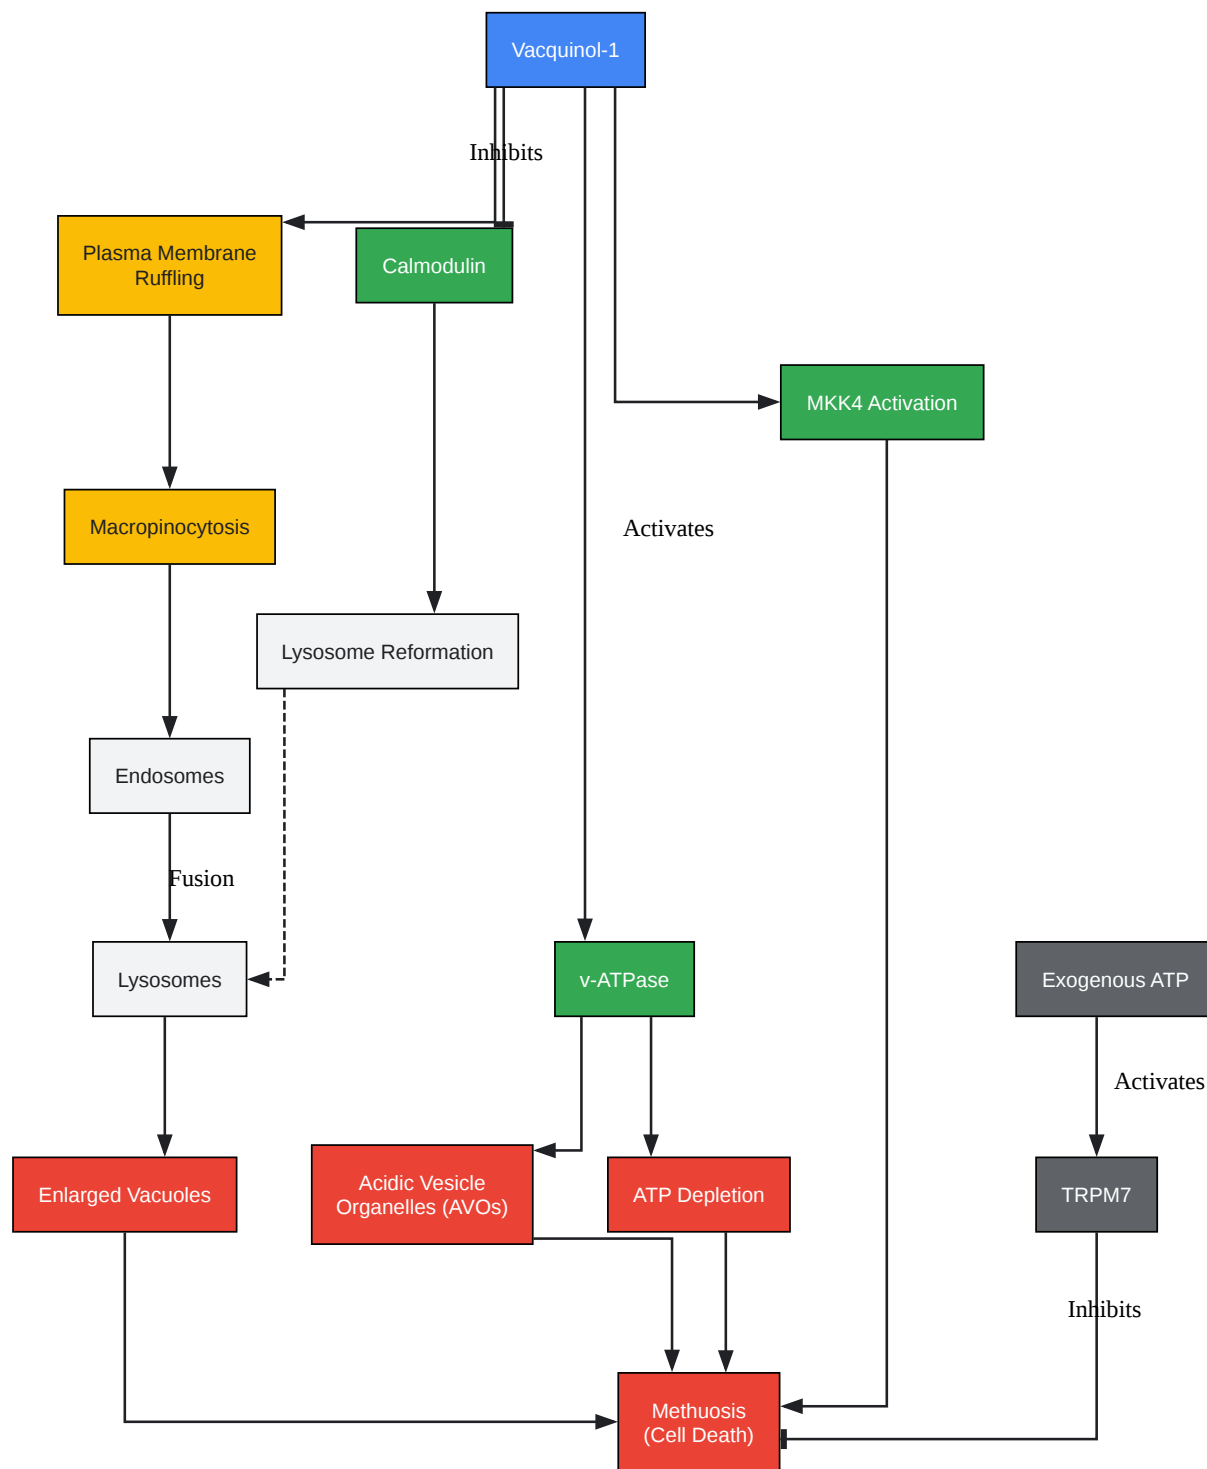 Vacquinol-1
Inhibits
Plasma Membrane
Ruffling
Calmodulin
MKK4 Activation
Macropinocytosis
Activates
Lysosome Reformation
Endosomes
Fusion
Lysosomes
v-ATPase
Exogenous ATP
Activates
Enlarged Vacuoles
Acidic Vesicle
Organelles (AVOs)
ATP Depletion
TRPM7
Inhibits
Methuosis
(Cell Death)